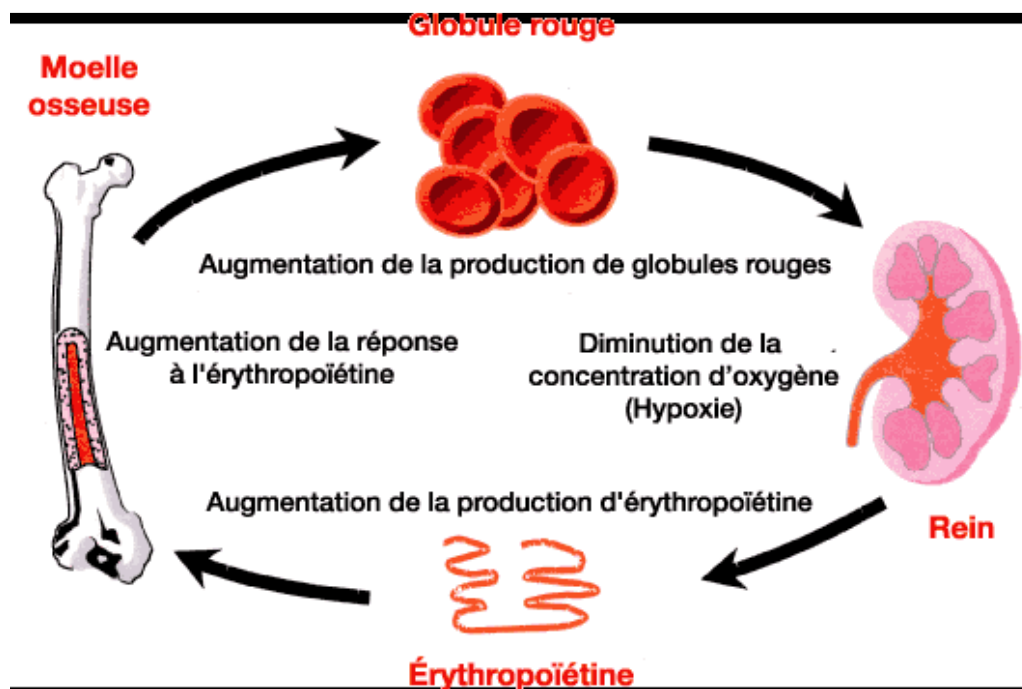 Globule rouge
Moelle
osseuse
Augmentation de la production de globules rouges
Augmentation de la réponse
à l'érythropoïétine
Diminution de la
concentration d'oxygène
(Hypoxie)
Augmentation de la production d'érythropoïétine
Rein
Érythropoïétine